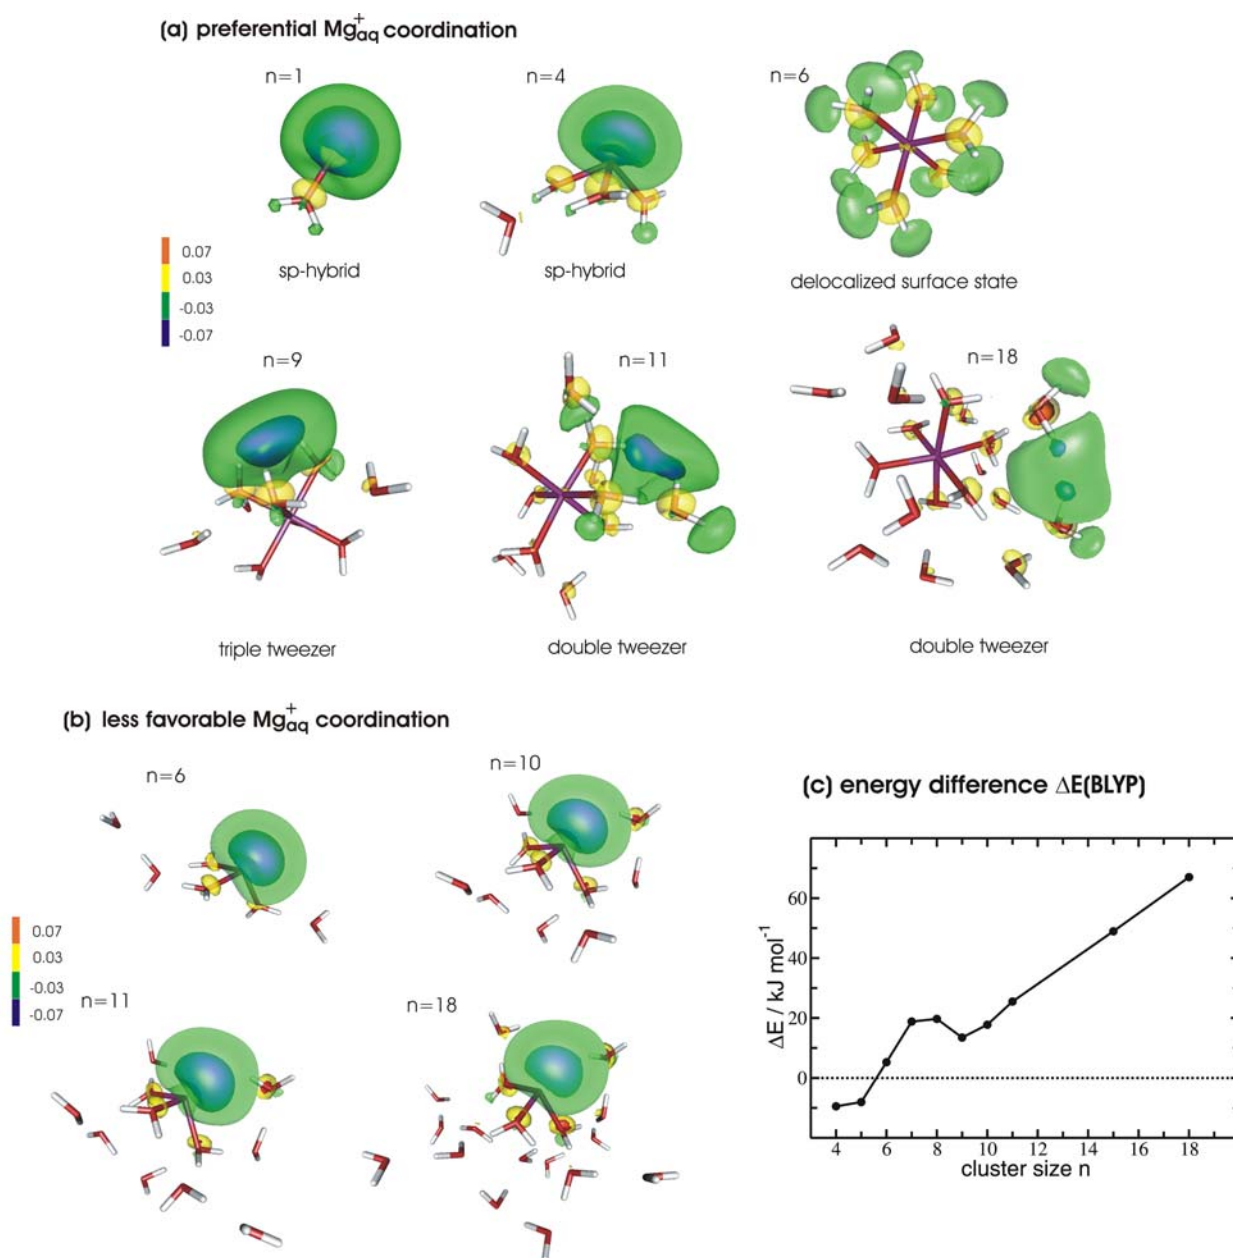 (a) preferential Mg⁺aq coordination
n=1
n=4
n=6
sp-hybrid
sp-hybrid
delocalized surface state
0.07
0.03
-0.03
-0.07
n=9
n=11
n=18
triple tweezer
double tweezer
double tweezer
(b) less favorable Mg⁺aq coordination
n=6
n=10
0.07
0.03
-0.03
-0.07
n=11
n=18
(c) energy difference ΔE(BLYP)
ΔE / kJ mol⁻¹
60
40
20
0
4 6 8 10 12 14 16 18
cluster size n